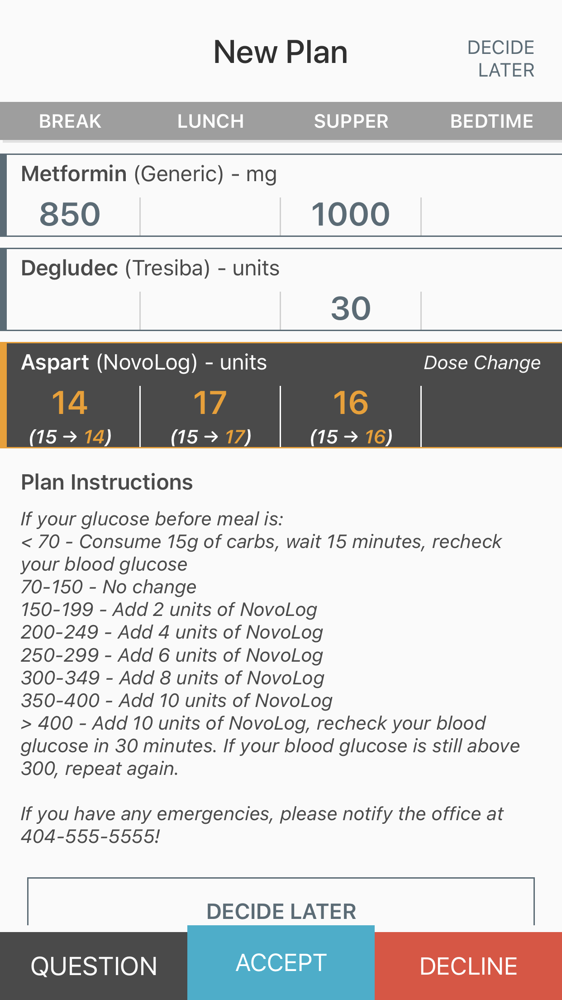 New Plan
DECIDE
LATER
BREAK LUNCH SUPPER BEDTIME
Metformin (Generic) - mg
850 1000
Degludec (Tresiba) - units
30
Aspart (NovoLog) - units Dose Change
14 17 16
(15 → 14) (15 → 17) (15 → 16)
Plan Instructions
If your glucose before meal is:
< 70 - Consume 15g of carbs, wait 15 minutes, recheck
your blood glucose
70-150 - No change
150-199 - Add 2 units of NovoLog
200-249 - Add 4 units of NovoLog
250-299 - Add 6 units of NovoLog
300-349 - Add 8 units of NovoLog
350-400 - Add 10 units of NovoLog
> 400 - Add 10 units of NovoLog, recheck your blood
glucose in 30 minutes. If your blood glucose is still above
300, repeat again.
If you have any emergencies, please notify the office at
404-555-5555!
DECIDE LATER
QUESTION ACCEPT DECLINE